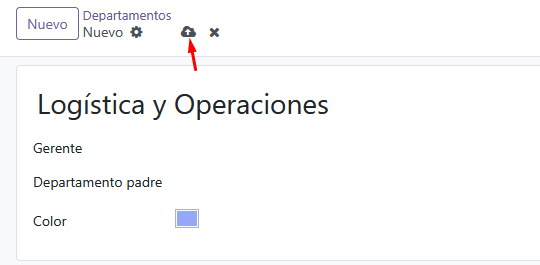 Nuevo
Departamentos
Nuevo
Logística y Operaciones
Gerente
Departamento padre
Color